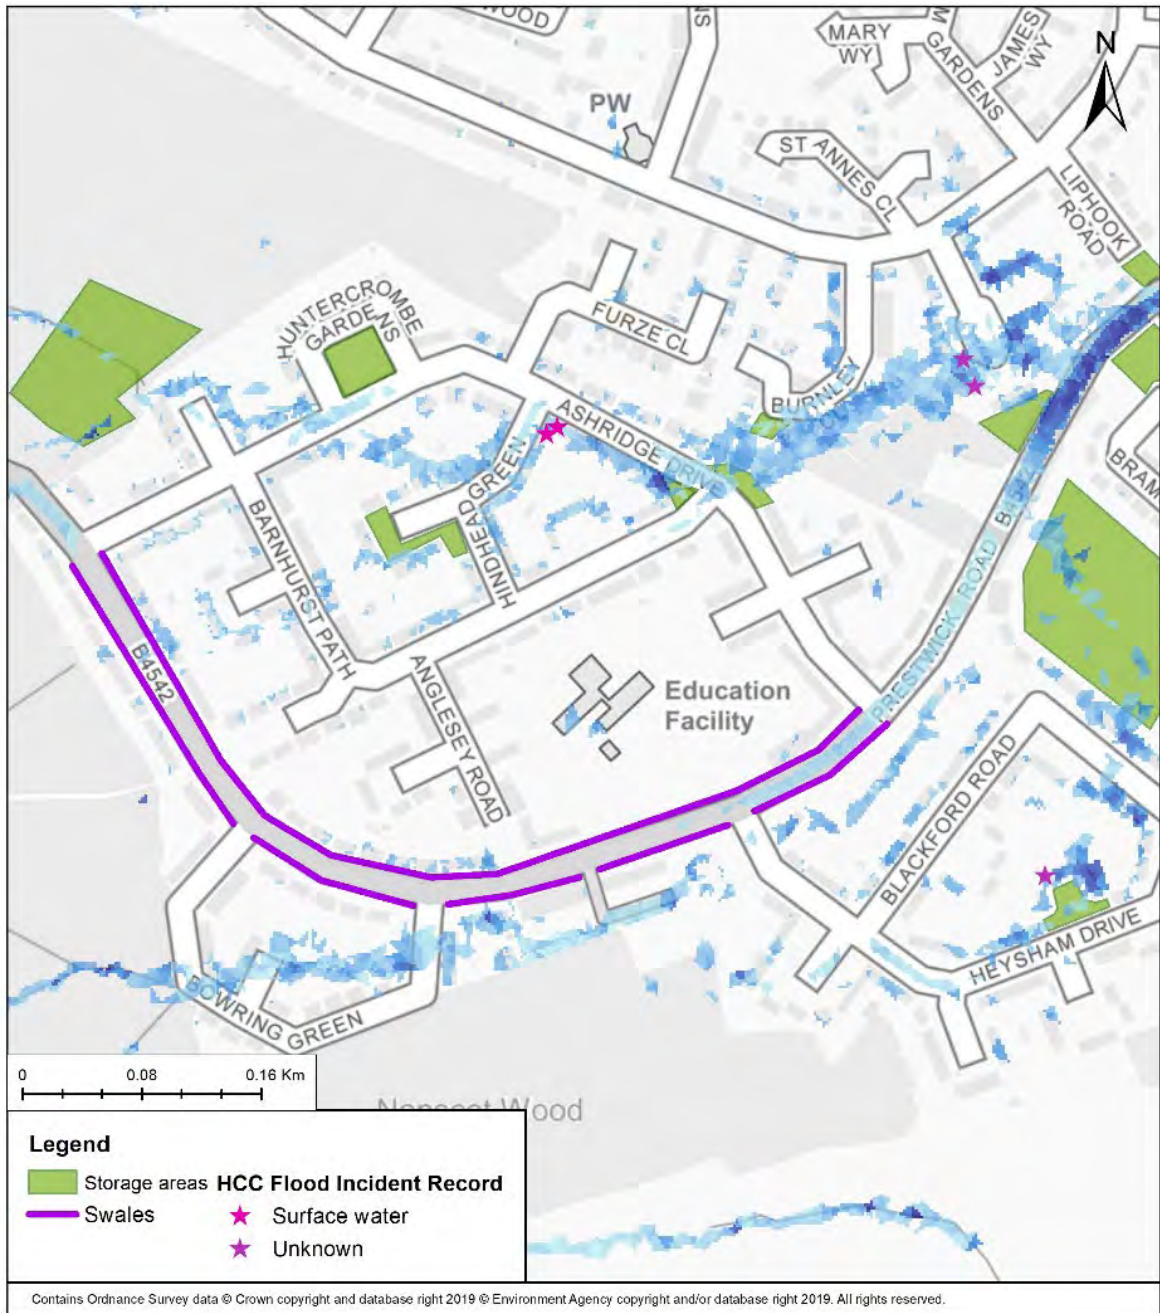 WOOD
NS
MARY
WY
M
GARDENS
JAMES
WY
N
PW
ST ANNES CL
LIPHOOK
ROAD
HUNTERCROMBE
GARDENS
FURZE CL
BURNLEY
ASHRIDGE DRIVE
HINDHEAD GREEN
BARNHURST PATH
BRAM
B4542
PRESTWICK ROAD B4542
ANGLESEY ROAD
Education
Facility
BLACKFORD ROAD
HEYSHAM DRIVE
BOWRING GREEN
0 0.08 0.16 Km
Wood
Legend
Storage areas HCC Flood Incident Record
Swales Surface water
Unknown
Contains Ordnance Survey data © Crown copyright and database right 2019 © Environment Agency copyright and/or database right 2019. All rights reserved.